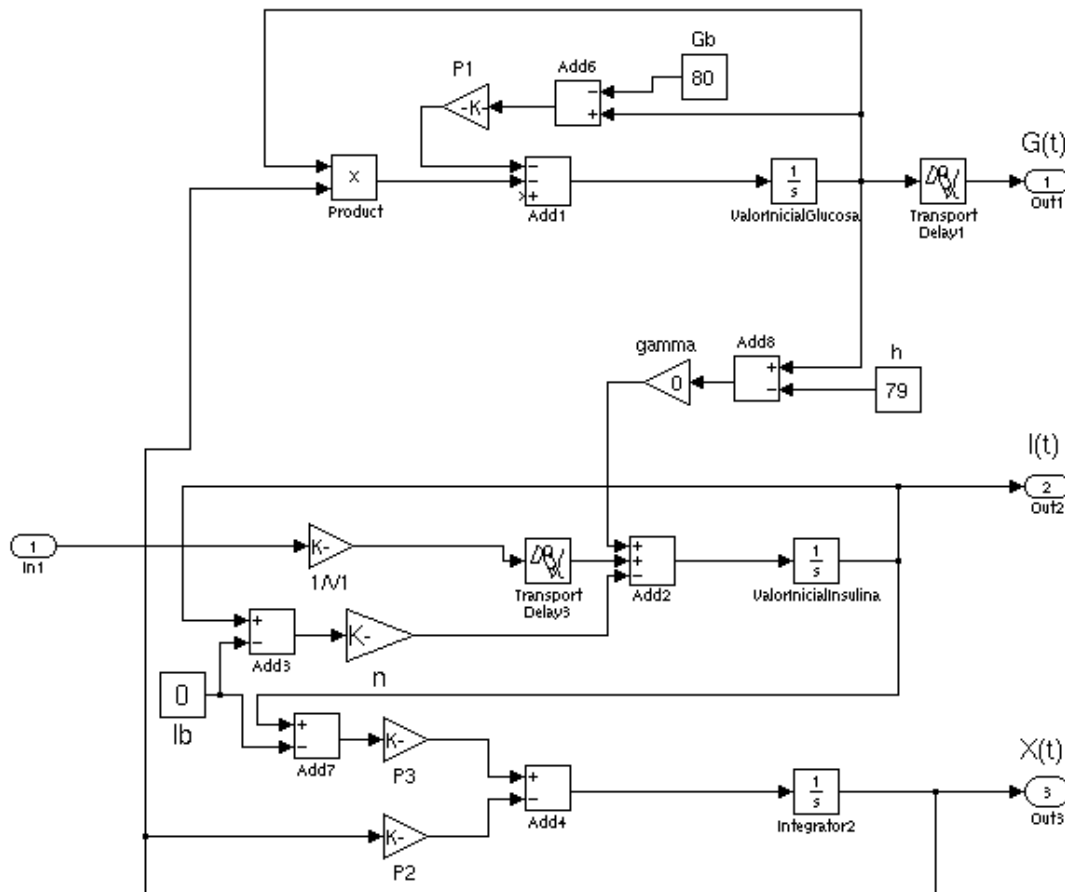 Gb
80
Add6
−
+
P1
-K-
x
Product
−
−
+
Add1
1
s
ValorInicialGlucosa
Transport
Delay1
G(t)
1
Out1
gamma
0
Add8
+
−
h
79
I(t)
2
Out2
1
In1
K-
1/V1
Transport
Delay3
+
+
−
Add2
1
s
ValorInicialInsulina
+
−
Add3
K-
n
0
Ib
+
−
Add7
K-
P3
+
−
Add4
1
s
Integrator2
X(t)
3
Out3
K-
P2